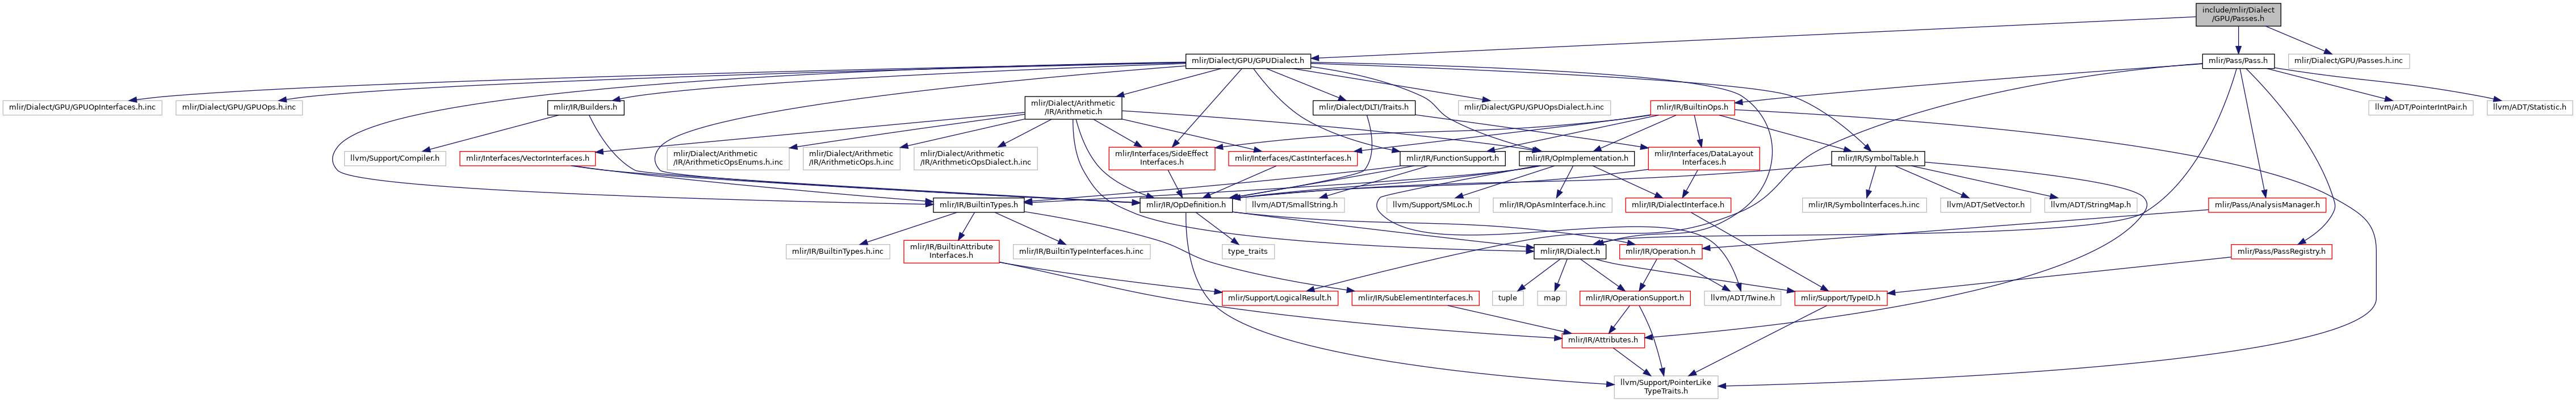 include/mlir/Dialect
/GPU/Passes.h
mlir/Dialect/GPU/GPUDialect.h
mlir/Pass/Pass.h
mlir/Dialect/GPU/Passes.h.inc
mlir/Dialect/GPU/GPUOpInterfaces.h.inc
mlir/Dialect/GPU/GPUOps.h.inc
mlir/IR/Builders.h
mlir/Dialect/Arithmetic
/IR/Arithmetic.h
mlir/Dialect/DLTI/Traits.h
mlir/Dialect/GPU/GPUOpsDialect.h.inc
mlir/IR/BuiltinOps.h
llvm/ADT/PointerIntPair.h
llvm/ADT/Statistic.h
llvm/Support/Compiler.h
mlir/Interfaces/VectorInterfaces.h
mlir/Dialect/Arithmetic
/IR/ArithmeticOpsEnums.h.inc
mlir/Dialect/Arithmetic
/IR/ArithmeticOps.h.inc
mlir/Dialect/Arithmetic
/IR/ArithmeticOpsDialect.h.inc
mlir/Interfaces/SideEffect
Interfaces.h
mlir/Interfaces/CastInterfaces.h
mlir/IR/FunctionSupport.h
mlir/IR/OpImplementation.h
mlir/Interfaces/DataLayout
Interfaces.h
mlir/IR/SymbolTable.h
mlir/IR/BuiltinTypes.h
mlir/IR/OpDefinition.h
llvm/ADT/SmallString.h
llvm/Support/SMLoc.h
mlir/IR/OpAsmInterface.h.inc
mlir/IR/DialectInterface.h
mlir/IR/SymbolInterfaces.h.inc
llvm/ADT/SetVector.h
llvm/ADT/StringMap.h
mlir/Pass/AnalysisManager.h
mlir/IR/BuiltinTypes.h.inc
mlir/IR/BuiltinAttribute
Interfaces.h
mlir/IR/BuiltinTypeInterfaces.h.inc
type_traits
mlir/IR/Dialect.h
mlir/IR/Operation.h
mlir/Pass/PassRegistry.h
mlir/Support/LogicalResult.h
mlir/IR/SubElementInterfaces.h
tuple
map
mlir/IR/OperationSupport.h
llvm/ADT/Twine.h
mlir/Support/TypeID.h
mlir/IR/Attributes.h
llvm/Support/PointerLike
TypeTraits.h